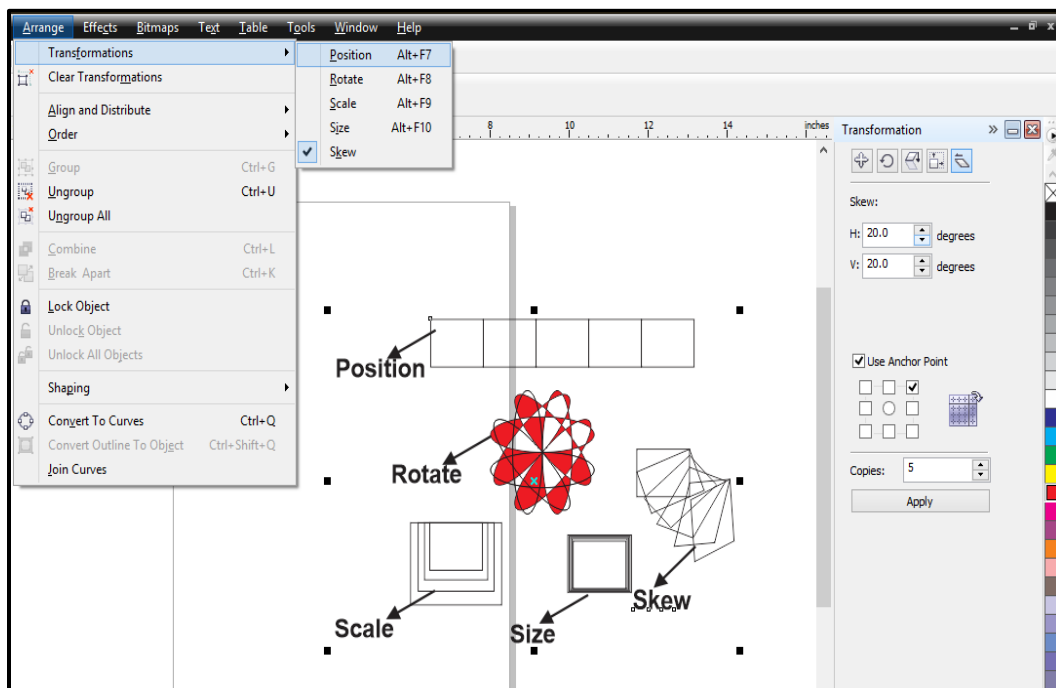 Arrange Effects Bitmaps Text Table Tools Window Help
Transformations
Clear Transformations
Align and Distribute
Order
Group Ctrl+G
Ungroup Ctrl+U
Ungroup All
Combine Ctrl+L
Break Apart Ctrl+K
Lock Object
Unlock Object
Unlock All Objects
Shaping
Convert To Curves Ctrl+Q
Convert Outline To Object Ctrl+Shift+Q
Join Curves
Position Alt+F7
Rotate Alt+F8
Scale Alt+F9
Size Alt+F10
Skew
8 10 12 14 inches
Position
Rotate
Scale
Size
Skew
Transformation
Skew:
H: 20.0 degrees
V: 20.0 degrees
Use Anchor Point
Copies: 5
Apply